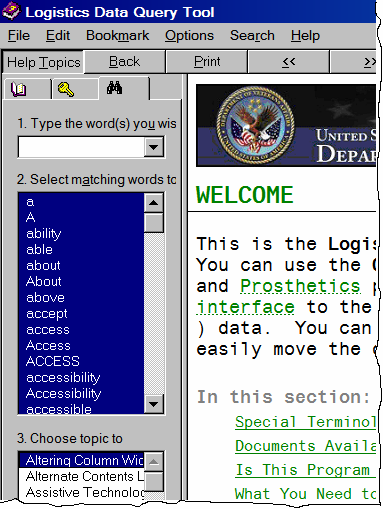 Logistics Data Query Tool
File Edit Bookmark Options Search Help
Help Topics Back Print << >>
1. Type the word(s) you wis
2. Select matching words to
a
A
ability
able
about
About
above
accept
access
Access
ACCESS
accessibility
Accessibility
accessible
3. Choose topic to
Altering Column Wid
Alternate Contents L
Assistive Technolog
UNITED S
DEPAR
WELCOME
This is the Logis
You can use the
and Prosthetics
interface to the
) data. You can
easily move the
In this section:
Special Terminol
Documents Availa
Is This Program
What You Need to